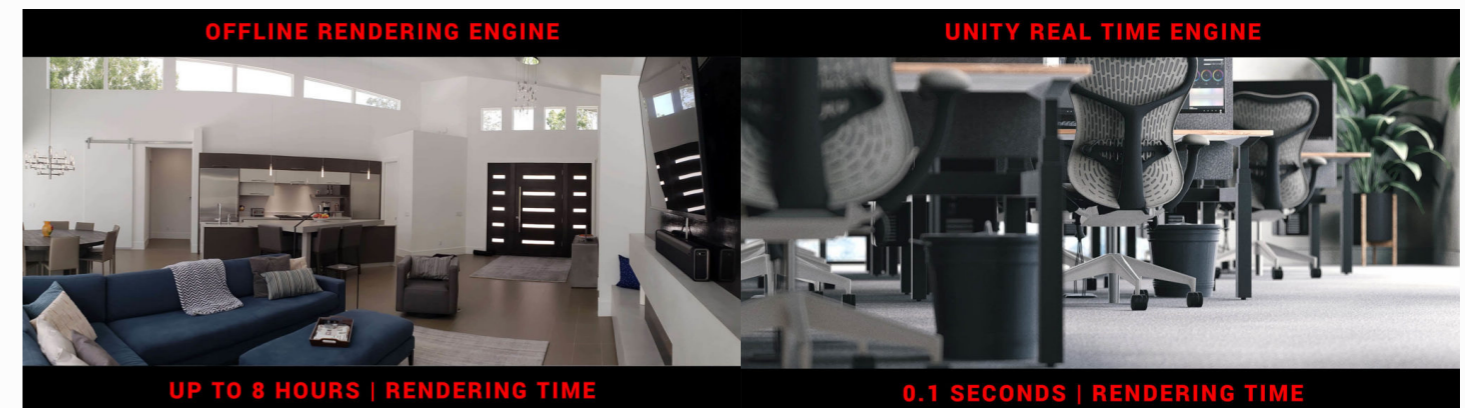 OFFLINE RENDERING ENGINE
UP TO 8 HOURS | RENDERING TIME
UNITY REAL TIME ENGINE
0.1 SECONDS | RENDERING TIME